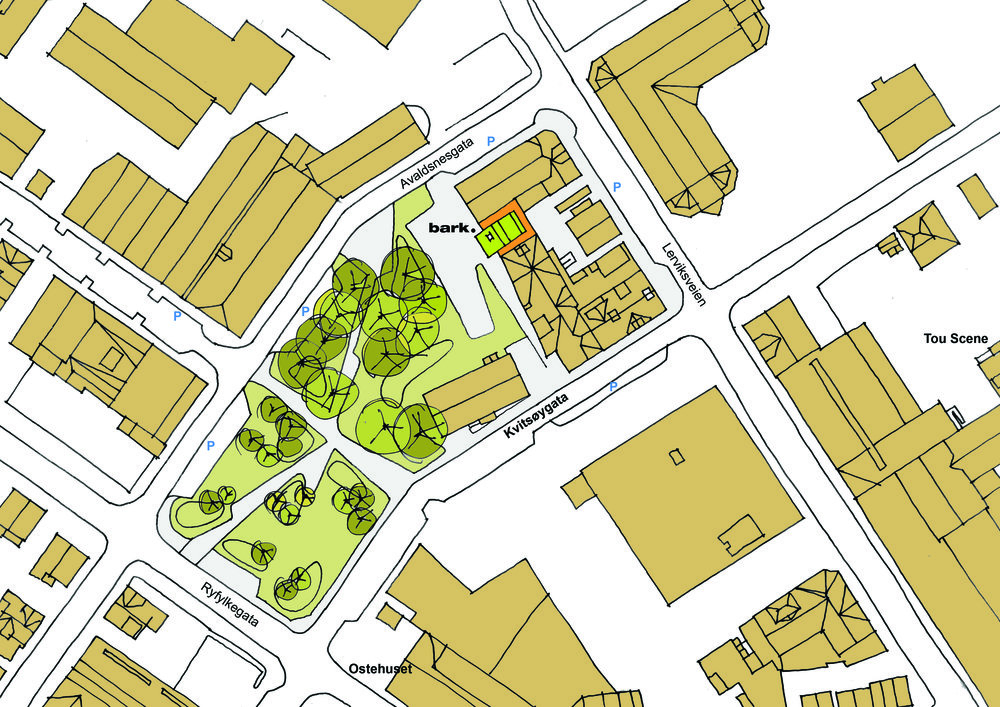 P
Avaldsnesgata
P
bark.
Lerviksveien
P
P
Tou Scene
P
Kvitsøygata
P
Ryfylkegata
Ostehuset